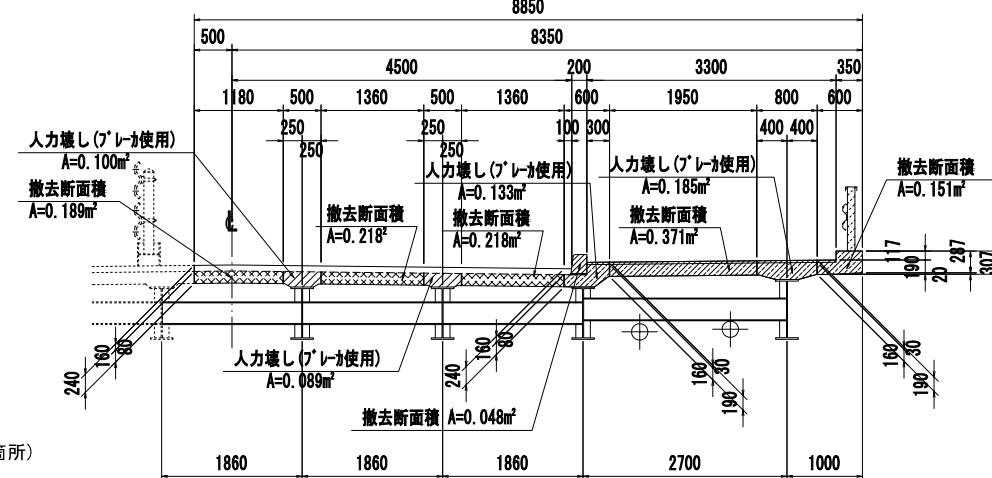 8850
500
8350
4500
200
3300
350
1180
500
1360
500
1360
600
1950
800
600
250
250
250
250
100
300
400
400
人力壊し(ﾌﾞﾚｰｶ使用)
A=0.100㎡
撤去断面積
A=0.189㎡
撤去断面積
A=0.218²
人力壊し(ﾌﾞﾚｰｶ使用)
A=0.133㎡
撤去断面積
A=0.218㎡
人力壊し(ﾌﾞﾚｰｶ使用)
A=0.185㎡
撤去断面積
A=0.371㎡
撤去断面積
A=0.151㎡
117
190
20
287
307
240
160
80
人力壊し(ﾌﾞﾚｰｶ使用)
A=0.089㎡
240
160
80
撤去断面積 A=0.048㎡
160
30
190
160
30
190
箇所)
1860
1860
1860
2700
1000